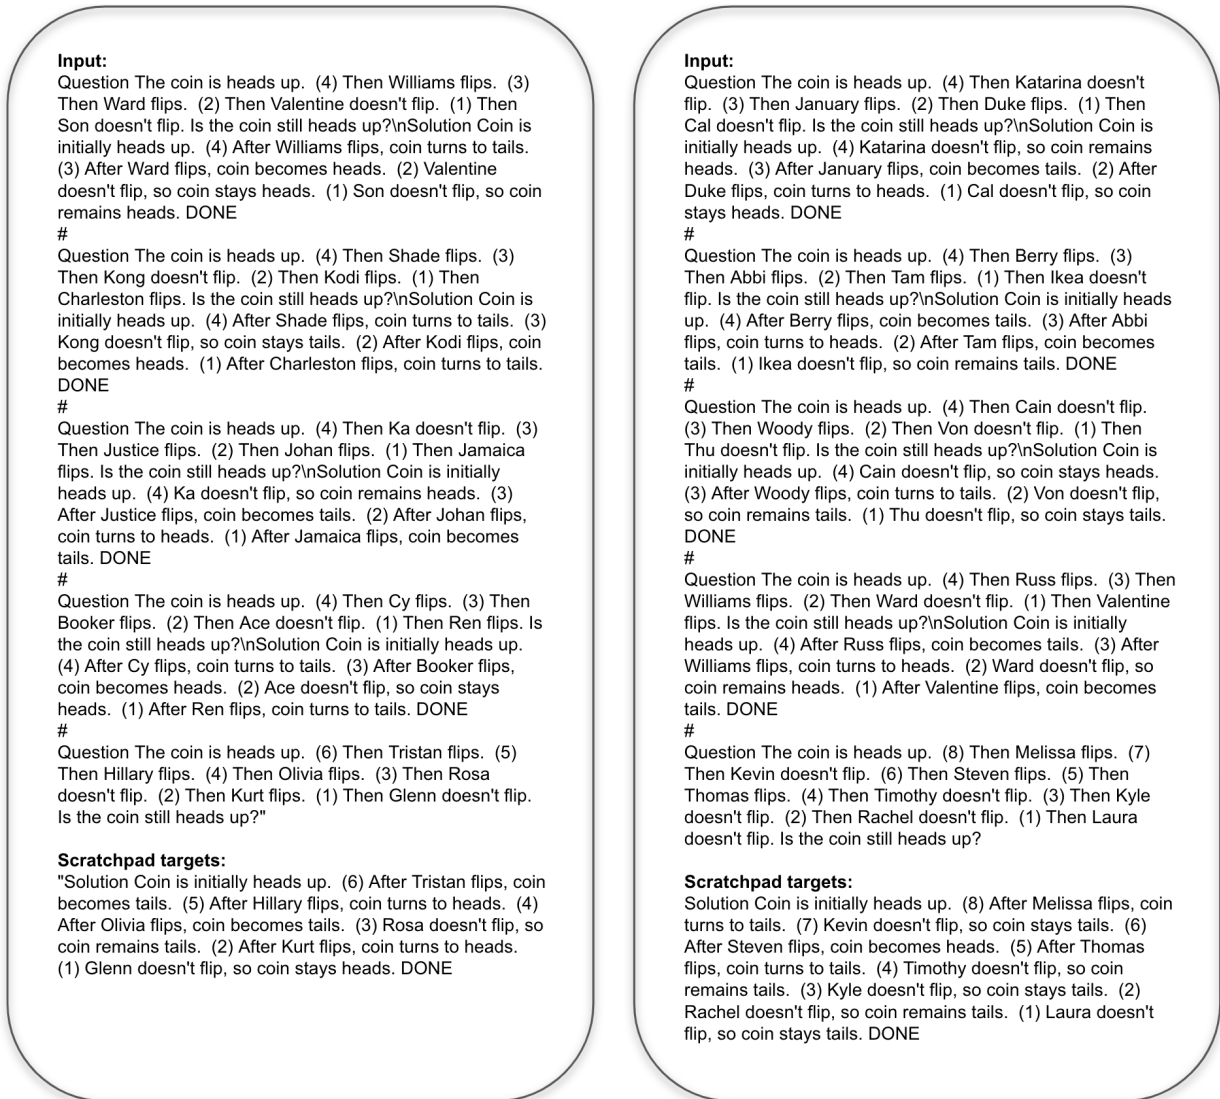 Input:
Question The coin is heads up.  (4) Then Williams flips.  (3)
Then Ward flips.  (2) Then Valentine doesn't flip.  (1) Then
Son doesn't flip. Is the coin still heads up?\nSolution Coin is
initially heads up.  (4) After Williams flips, coin turns to tails.
(3) After Ward flips, coin becomes heads.  (2) Valentine
doesn't flip, so coin stays heads.  (1) Son doesn't flip, so coin
remains heads. DONE
#
Question The coin is heads up.  (4) Then Shade flips.  (3)
Then Kong doesn't flip.  (2) Then Kodi flips.  (1) Then
Charleston flips. Is the coin still heads up?\nSolution Coin is
initially heads up.  (4) After Shade flips, coin turns to tails.  (3)
Kong doesn't flip, so coin stays tails.  (2) After Kodi flips, coin
becomes heads.  (1) After Charleston flips, coin turns to tails.
DONE
#
Question The coin is heads up.  (4) Then Ka doesn't flip.  (3)
Then Justice flips.  (2) Then Johan flips.  (1) Then Jamaica
flips. Is the coin still heads up?\nSolution Coin is initially
heads up.  (4) Ka doesn't flip, so coin remains heads.  (3)
After Justice flips, coin becomes tails.  (2) After Johan flips,
coin turns to heads.  (1) After Jamaica flips, coin becomes
tails. DONE
#
Question The coin is heads up.  (4) Then Cy flips.  (3) Then
Booker flips.  (2) Then Ace doesn't flip.  (1) Then Ren flips. Is
the coin still heads up?\nSolution Coin is initially heads up.
(4) After Cy flips, coin turns to tails.  (3) After Booker flips,
coin becomes heads.  (2) Ace doesn't flip, so coin stays
heads.  (1) After Ren flips, coin turns to tails. DONE
#
Question The coin is heads up.  (6) Then Tristan flips.  (5)
Then Hillary flips.  (4) Then Olivia flips.  (3) Then Rosa
doesn't flip.  (2) Then Kurt flips.  (1) Then Glenn doesn't flip.
Is the coin still heads up?"
Scratchpad targets:
"Solution Coin is initially heads up.  (6) After Tristan flips, coin
becomes tails.  (5) After Hillary flips, coin turns to heads.  (4)
After Olivia flips, coin becomes tails.  (3) Rosa doesn't flip, so
coin remains tails.  (2) After Kurt flips, coin turns to heads.
(1) Glenn doesn't flip, so coin stays heads. DONE
Input:
Question The coin is heads up.  (4) Then Katarina doesn't
flip.  (3) Then January flips.  (2) Then Duke flips.  (1) Then
Cal doesn't flip. Is the coin still heads up?\nSolution Coin is
initially heads up.  (4) Katarina doesn't flip, so coin remains
heads.  (3) After January flips, coin becomes tails.  (2) After
Duke flips, coin turns to heads.  (1) Cal doesn't flip, so coin
stays heads. DONE
#
Question The coin is heads up.  (4) Then Berry flips.  (3)
Then Abbi flips.  (2) Then Tam flips.  (1) Then Ikea doesn't
flip. Is the coin still heads up?\nSolution Coin is initially heads
up.  (4) After Berry flips, coin becomes tails.  (3) After Abbi
flips, coin turns to heads.  (2) After Tam flips, coin becomes
tails.  (1) Ikea doesn't flip, so coin remains tails. DONE
#
Question The coin is heads up.  (4) Then Cain doesn't flip.
(3) Then Woody flips.  (2) Then Von doesn't flip.  (1) Then
Thu doesn't flip. Is the coin still heads up?\nSolution Coin is
initially heads up.  (4) Cain doesn't flip, so coin stays heads.
(3) After Woody flips, coin turns to tails.  (2) Von doesn't flip,
so coin remains tails.  (1) Thu doesn't flip, so coin stays tails.
DONE
#
Question The coin is heads up.  (4) Then Russ flips.  (3) Then
Williams flips.  (2) Then Ward doesn't flip.  (1) Then Valentine
flips. Is the coin still heads up?\nSolution Coin is initially
heads up.  (4) After Russ flips, coin becomes tails.  (3) After
Williams flips, coin turns to heads.  (2) Ward doesn't flip, so
coin remains heads.  (1) After Valentine flips, coin becomes
tails. DONE
#
Question The coin is heads up.  (8) Then Melissa flips.  (7)
Then Kevin doesn't flip.  (6) Then Steven flips.  (5) Then
Thomas flips.  (4) Then Timothy doesn't flip.  (3) Then Kyle
doesn't flip.  (2) Then Rachel doesn't flip.  (1) Then Laura
doesn't flip. Is the coin still heads up?
Scratchpad targets:
Solution Coin is initially heads up.  (8) After Melissa flips, coin
turns to tails.  (7) Kevin doesn't flip, so coin stays tails.  (6)
After Steven flips, coin becomes heads.  (5) After Thomas
flips, coin turns to tails.  (4) Timothy doesn't flip, so coin
remains tails.  (3) Kyle doesn't flip, so coin stays tails.  (2)
Rachel doesn't flip, so coin remains tails.  (1) Laura doesn't
flip, so coin stays tails. DONE